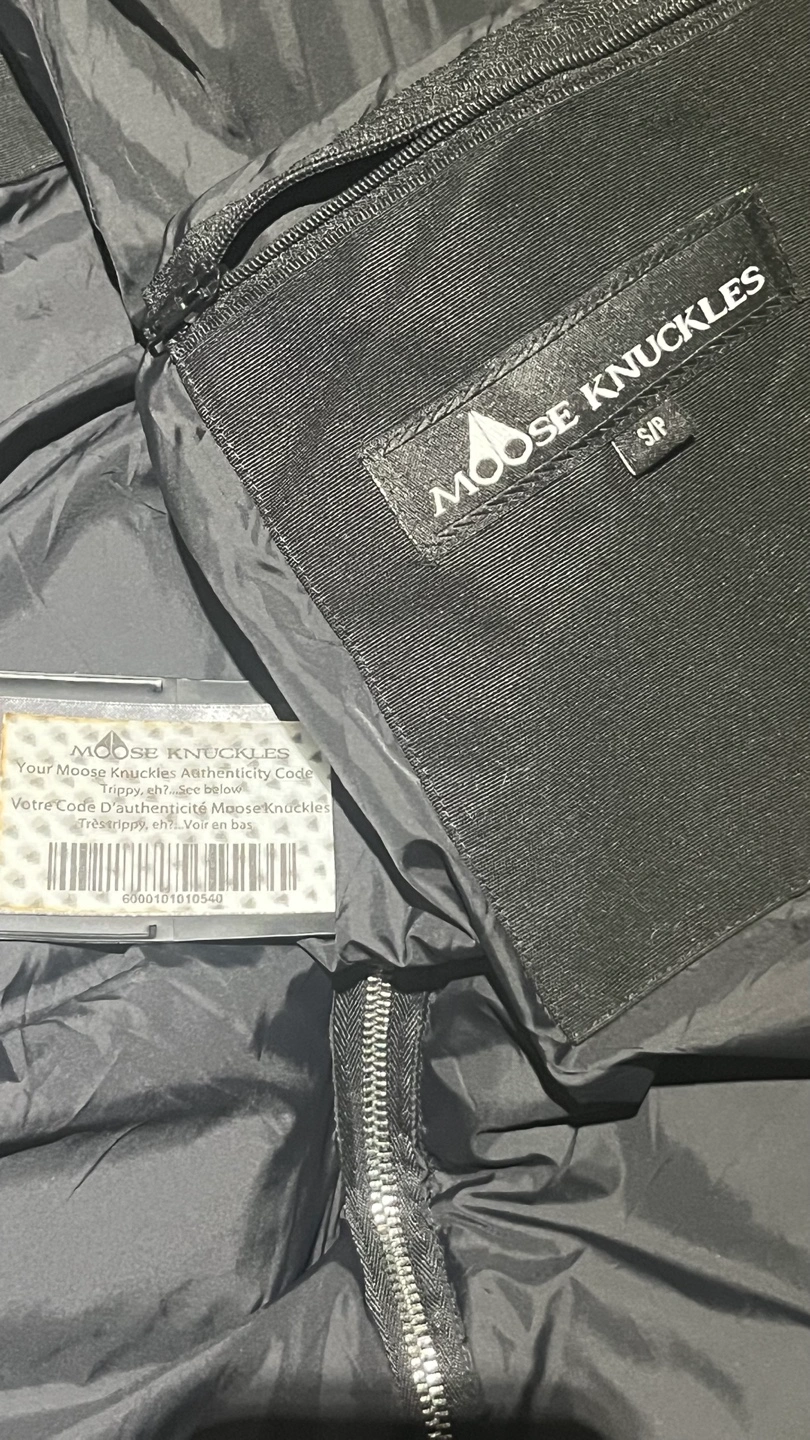 MOOSE KNUCKLES
S/P
MOOSE KNUCKLES
Your Moose Knuckles Authenticity Code
Trippy, eh?...See below
Votre Code D'authenticité Moose Knuckles
Très trippy, eh?...Voir en bas
6000101010540